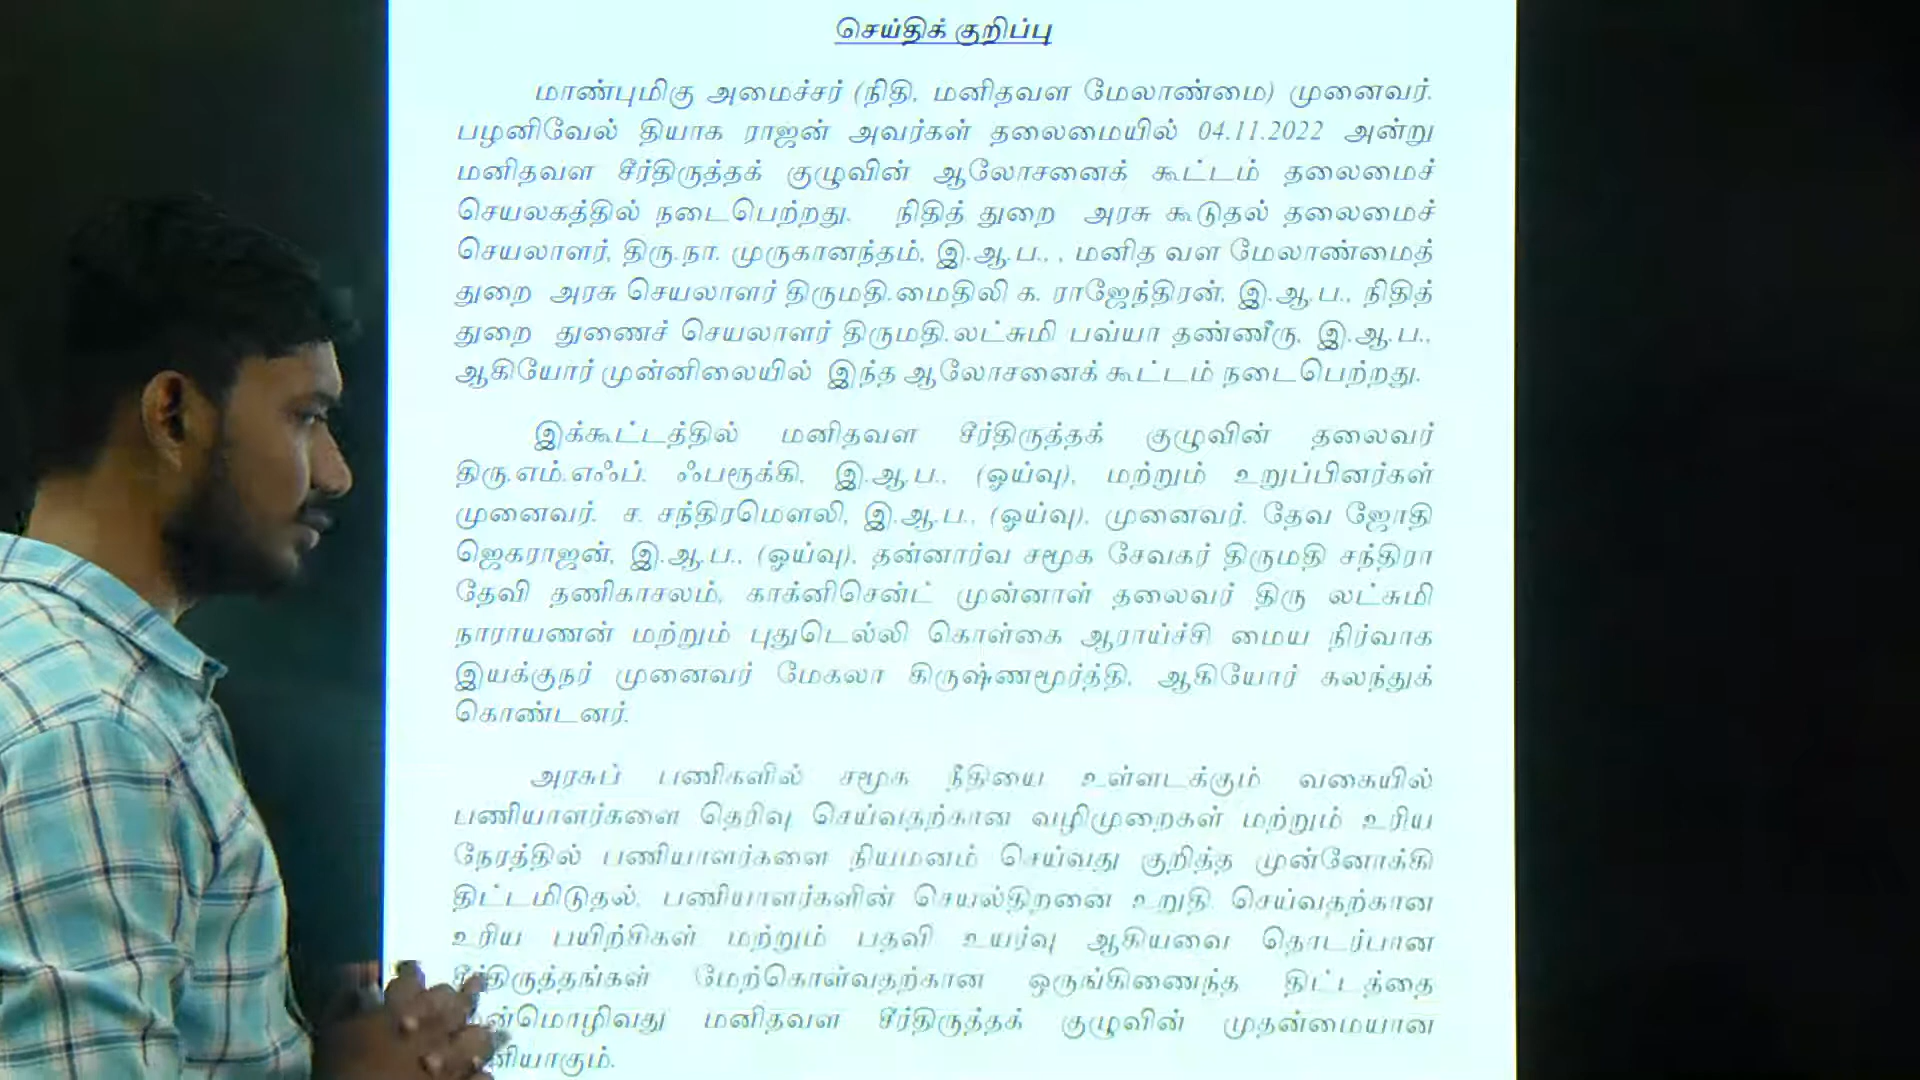 செய்திக் குறிப்பு
மாண்புமிகு அமைச்சர் (நிதி, மனிதவள மேலாண்மை) முனைவர்.
பழனிவேல் தியாக ராஜன் அவர்கள் தலைமையில் 04.11.2022 அன்று
மனிதவள சீர்திருத்தக் குழுவின் ஆலோசனைக் கூட்டம் தலைமைச்
செயலகத்தில் நடைபெற்றது. நிதித் துறை அரசு கூடுதல் தலைமைச்
செயலாளர், திரு.நா. முருகானந்தம், இ.ஆ.ப., , மனித வள மேலாண்மைத்
துறை அரசு செயலாளர் திருமதி.மைதிலி க. ராஜேந்திரன், இ.ஆ.ப., நிதித்
துறை துணைச் செயலாளர் திருமதி.லட்சுமி பவ்யா தண்ணீரு, இ.ஆ.ப.,
ஆகியோர் முன்னிலையில் இந்த ஆலோசனைக் கூட்டம் நடைபெற்றது.
இக்கூட்டத்தில் மனிதவள சீர்திருத்தக் குழுவின் தலைவர்
திரு.எம்.எஃப். ஃபரூக்கி, இ.ஆ.ப., (ஓய்வு), மற்றும் உறுப்பினர்கள்
முனைவர். ச. சந்திரமௌலி, இ.ஆ.ப., (ஓய்வு), முனைவர். தேவ ஜோதி
ஜெகராஜன், இ.ஆ.ப., (ஓய்வு), தன்னார்வ சமூக சேவகர் திருமதி சந்திரா
தேவி தணிகாசலம், காக்னிசென்ட் முன்னாள் தலைவர் திரு லட்சுமி
நாராயணன் மற்றும் புதுடெல்லி கொள்கை ஆராய்ச்சி மைய நிர்வாக
இயக்குநர் முனைவர் மேகலா கிருஷ்ணமூர்த்தி, ஆகியோர் கலந்துக்
கொண்டனர்.
அரசுப் பணிகளில் சமூக நீதியை உள்ளடக்கும் வகையில்
பணியாளர்களை தெரிவு செய்வதற்கான வழிமுறைகள் மற்றும் உரிய
நேரத்தில் பணியாளர்களை நியமனம் செய்வது குறித்த முன்னோக்கி
திட்டமிடுதல், பணியாளர்களின் செயல்திறனை உறுதி செய்வதற்கான
உரிய பயிற்சிகள் மற்றும் பதவி உயர்வு ஆகியவை தொடர்பான
சீர்திருத்தங்கள் மேற்கொள்வதற்கான ஒருங்கிணைந்த திட்டத்தை
மனிதவள சீர்திருத்தக் குழுவின் முதன்மையான